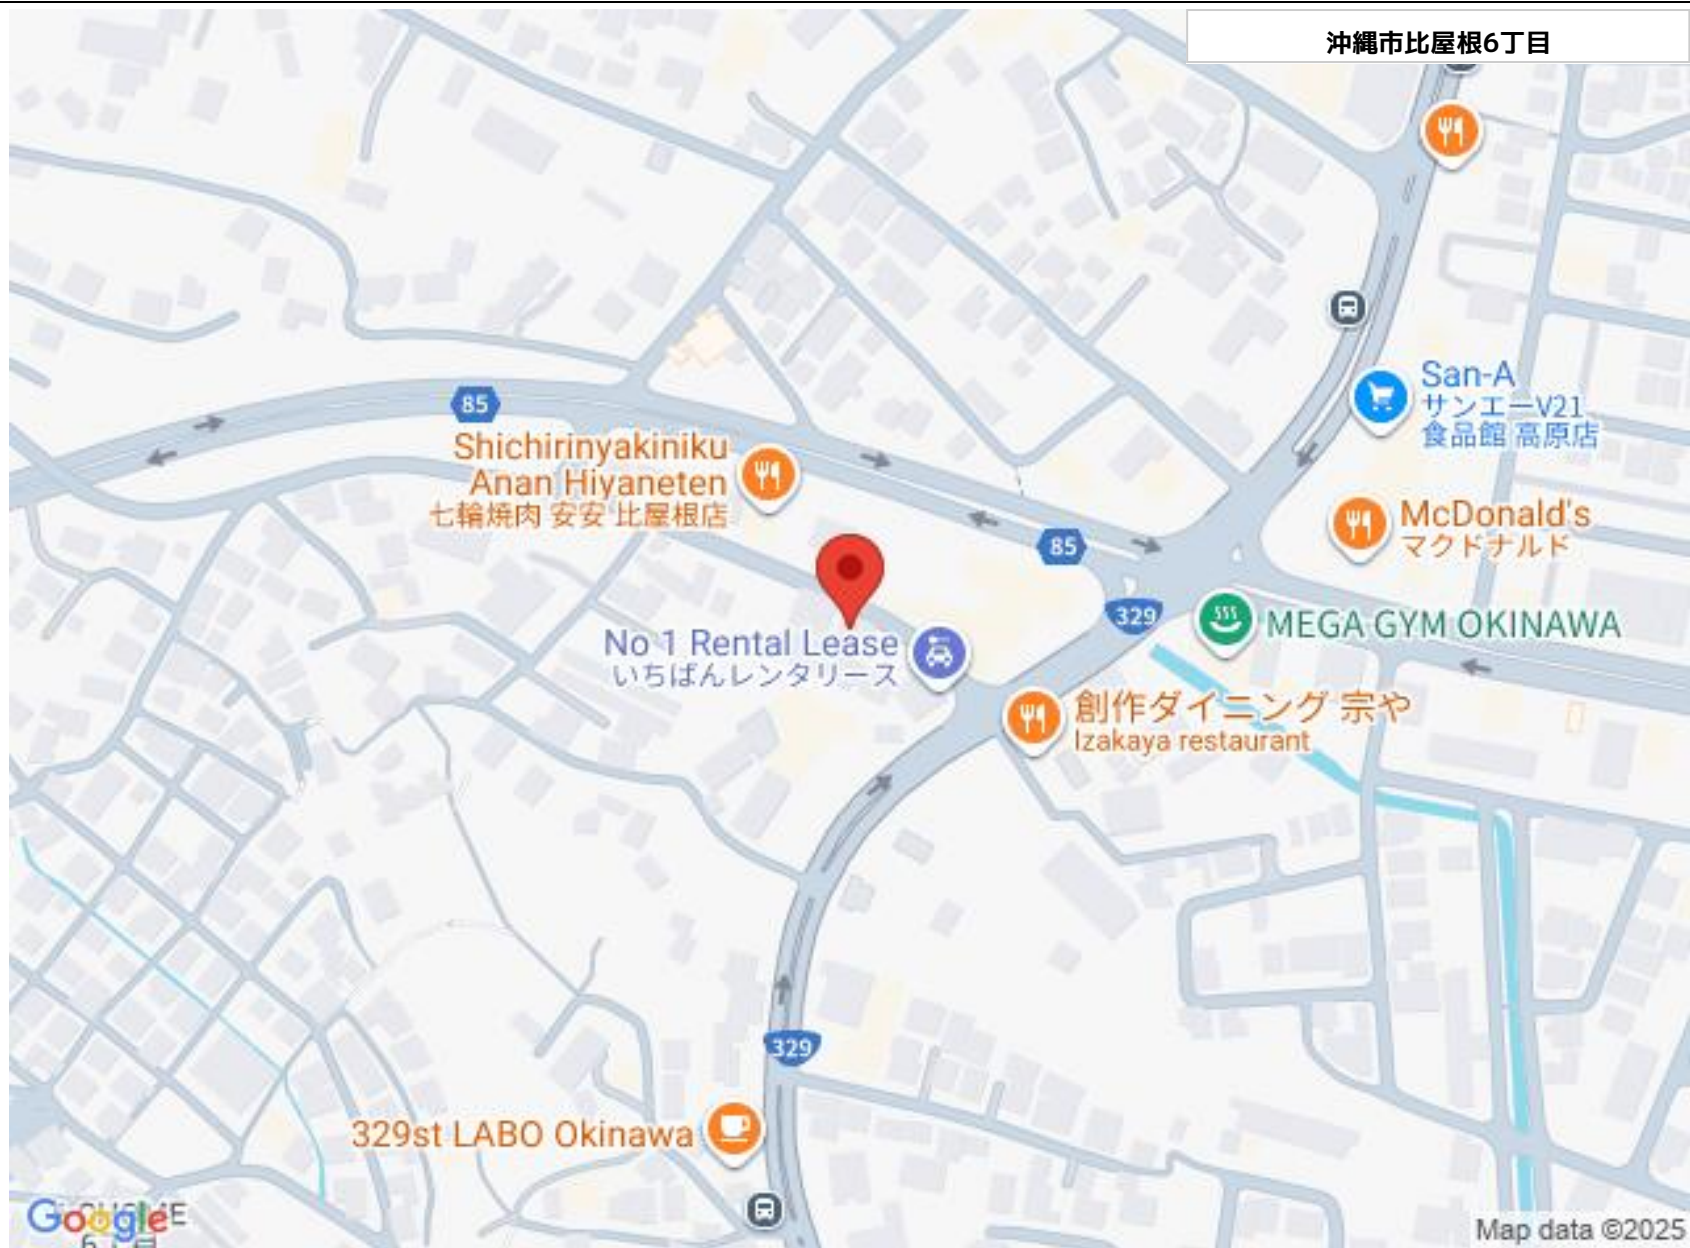 沖縄市比屋根6丁目
San-A
サンエーV21
食品館 高原店
85
Shichirinyakiniku
Anan Hiyaneten
七輪焼肉 安安 比屋根店
McDonald's
マクドナルド
85
329
MEGA GYM OKINAWA
No 1 Rental Lease
いちばんレンタリース
創作ダイニング 宗や
Izakaya restaurant
329
329st LABO Okinawa
Google
Map data ©2025